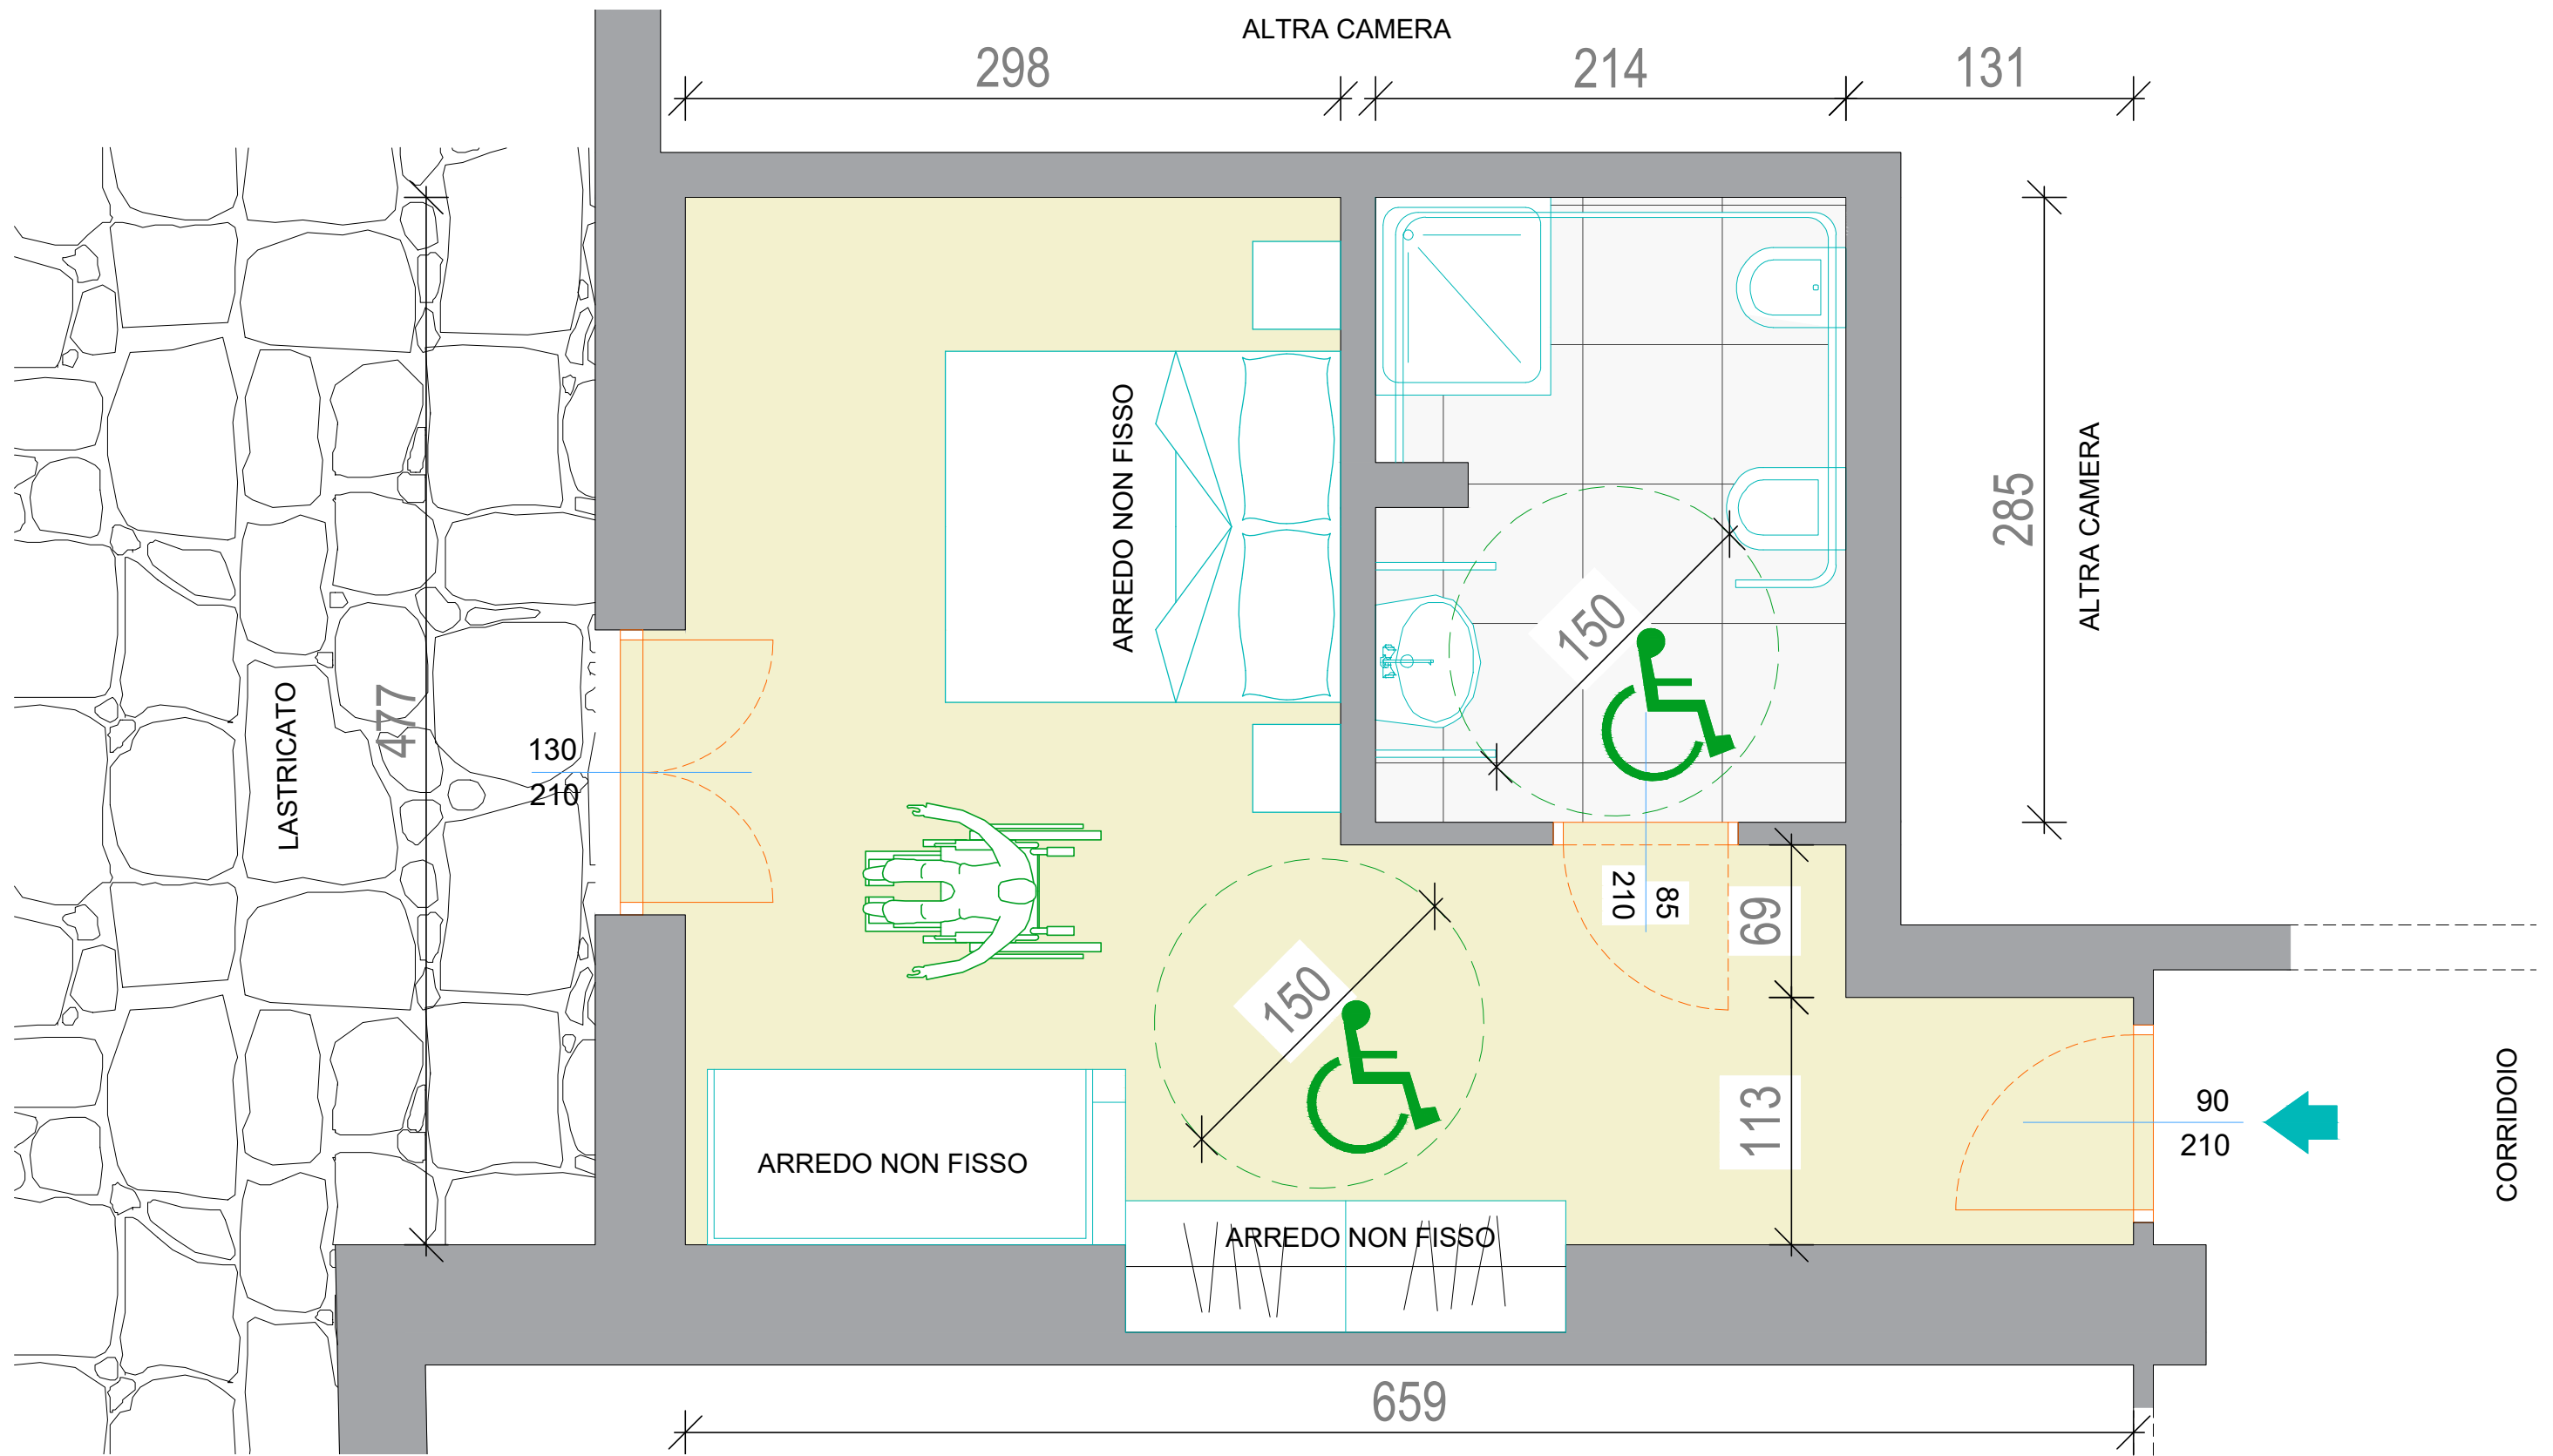 ALTRA CAMERA
298
214
131
ARREDO NON FISSO
285
ALTRA CAMERA
150
LASTRICATO
477
130
210
85
210
69
150
113
90
210
CORRIDOIO
ARREDO NON FISSO
ARREDO NON FISSO
659